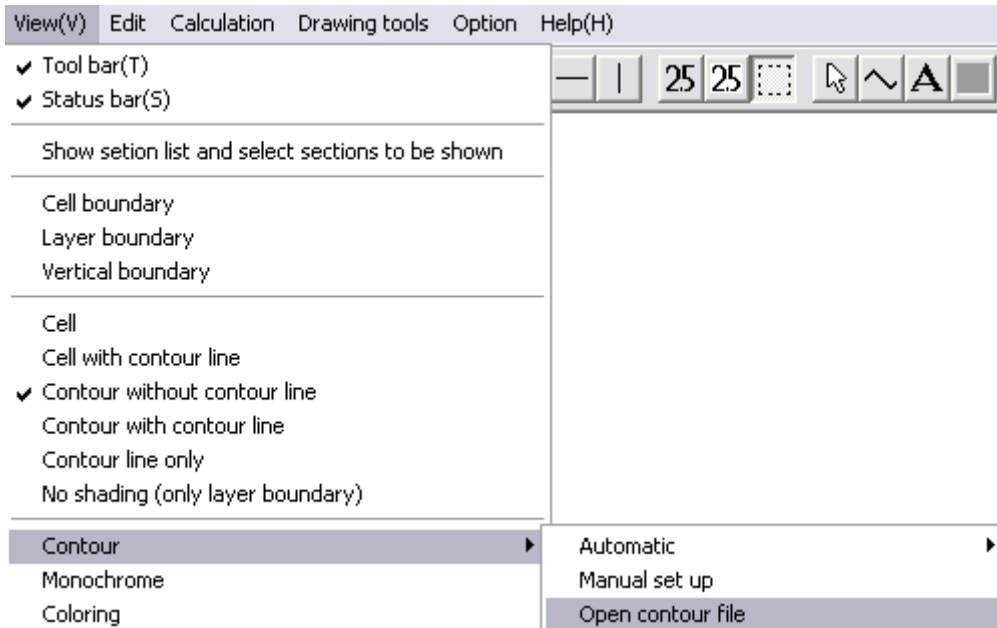 View(V) Edit Calculation Drawing tools Option Help(H)
Tool bar(T)
25 25 A
Status bar(S)
Show setion list and select sections to be shown
Cell boundary
Layer boundary
Vertical boundary
Cell
Cell with contour line
Contour without contour line
Contour with contour line
Contour line only
No shading (only layer boundary)
Contour
Automatic
Monochrome
Manual set up
Coloring
Open contour file